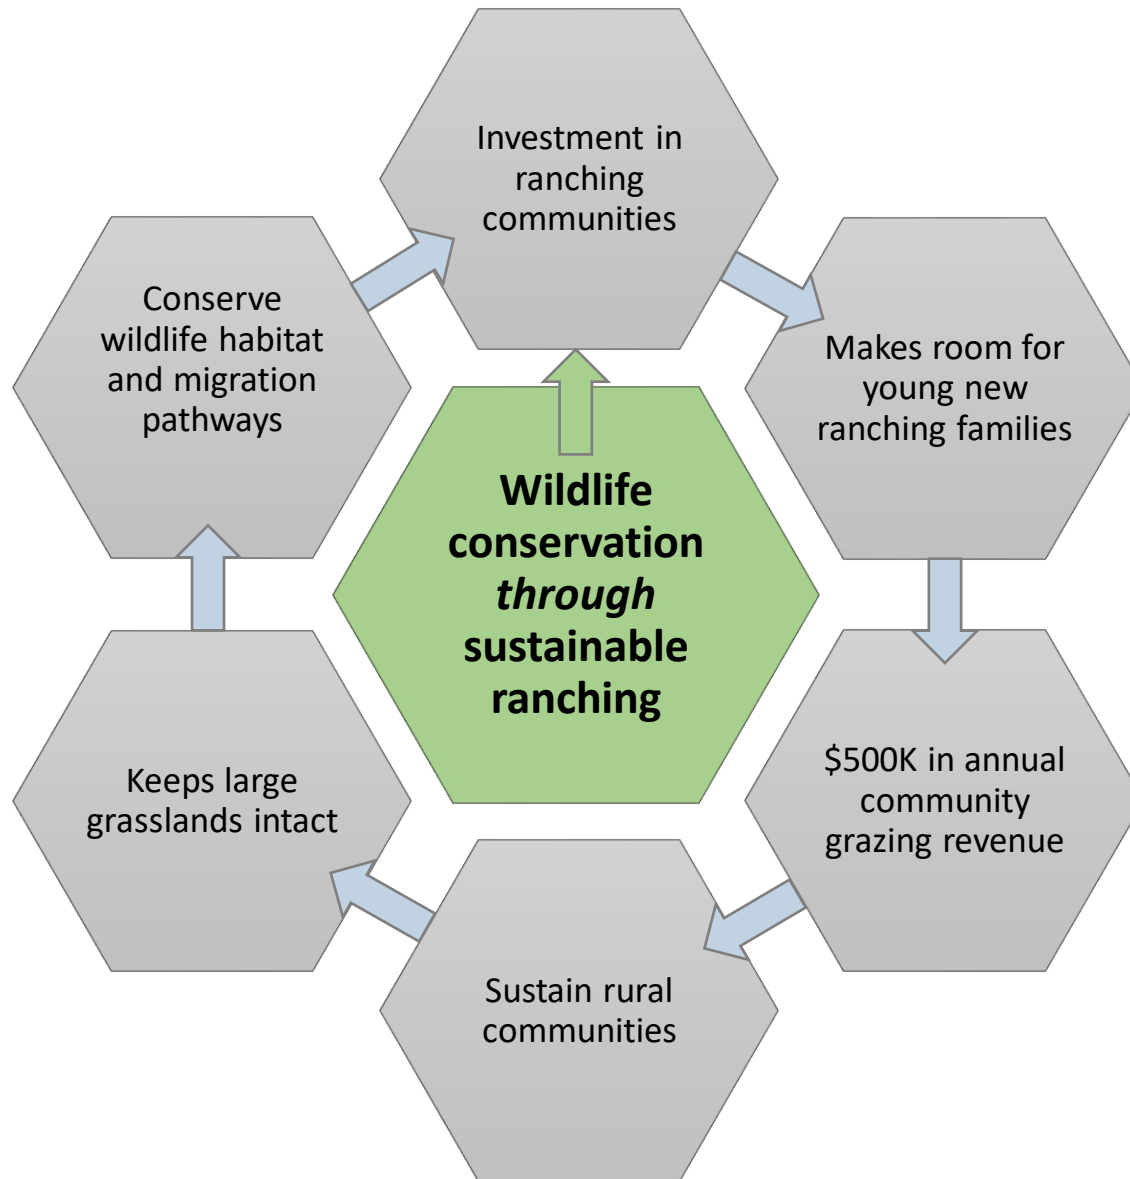 Investment in
ranching
communities
Makes room for
young new
ranching families
$500K in annual
community
grazing revenue
Sustain rural
communities
Keeps large
grasslands intact
Conserve
wildlife habitat
and migration
pathways
Wildlife
conservation
through
sustainable
ranching